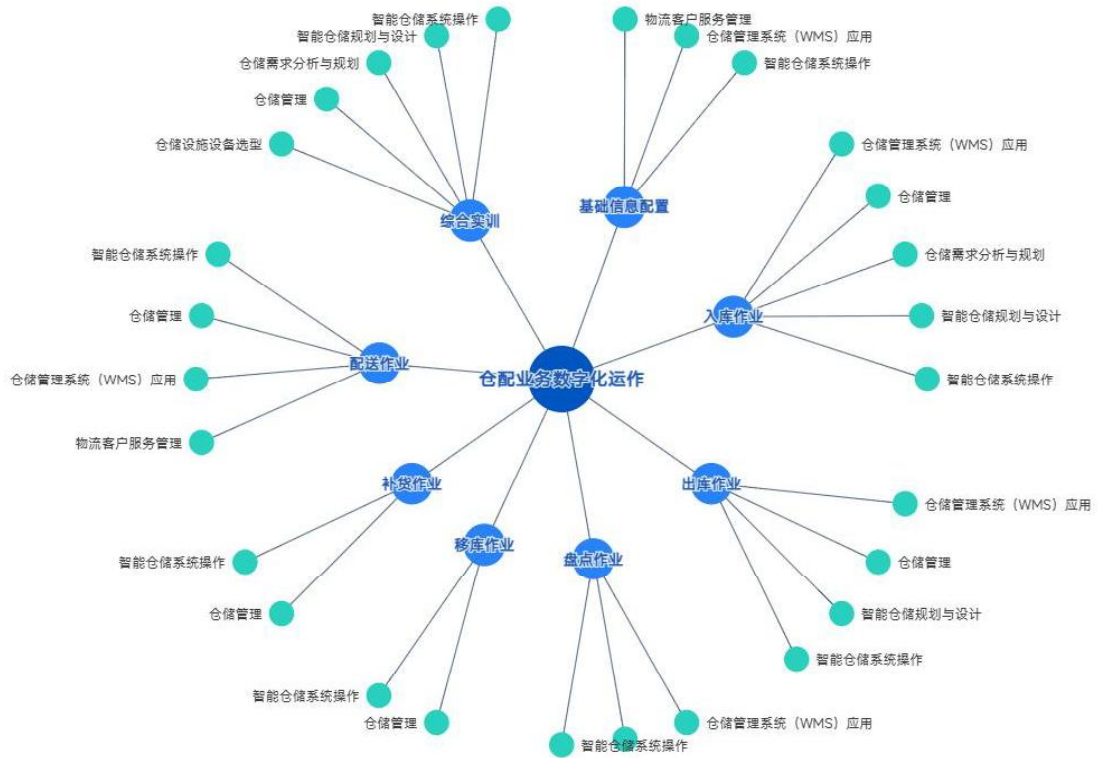 智能仓储系统操作
物流客户服务管理
智能仓储规划与设计
仓储管理系统（WMS）应用
仓储需求分析与规划
智能仓储系统操作
仓储管理
仓储设施设备选型
仓储管理系统（WMS）应用
仓储管理
综合实训
基础信息配置
智能仓储系统操作
仓储需求分析与规划
仓储管理
入库作业
智能仓储规划与设计
配送作业
仓储管理系统（WMS）应用
仓配业务数字化运作
智能仓储系统操作
物流客户服务管理
补货作业
出库作业
仓储管理系统（WMS）应用
移库作业
盘点作业
智能仓储系统操作
仓储管理
仓储管理
智能仓储规划与设计
智能仓储系统操作
智能仓储系统操作
仓储管理
仓储管理系统（WMS）应用
智能仓储系统操作